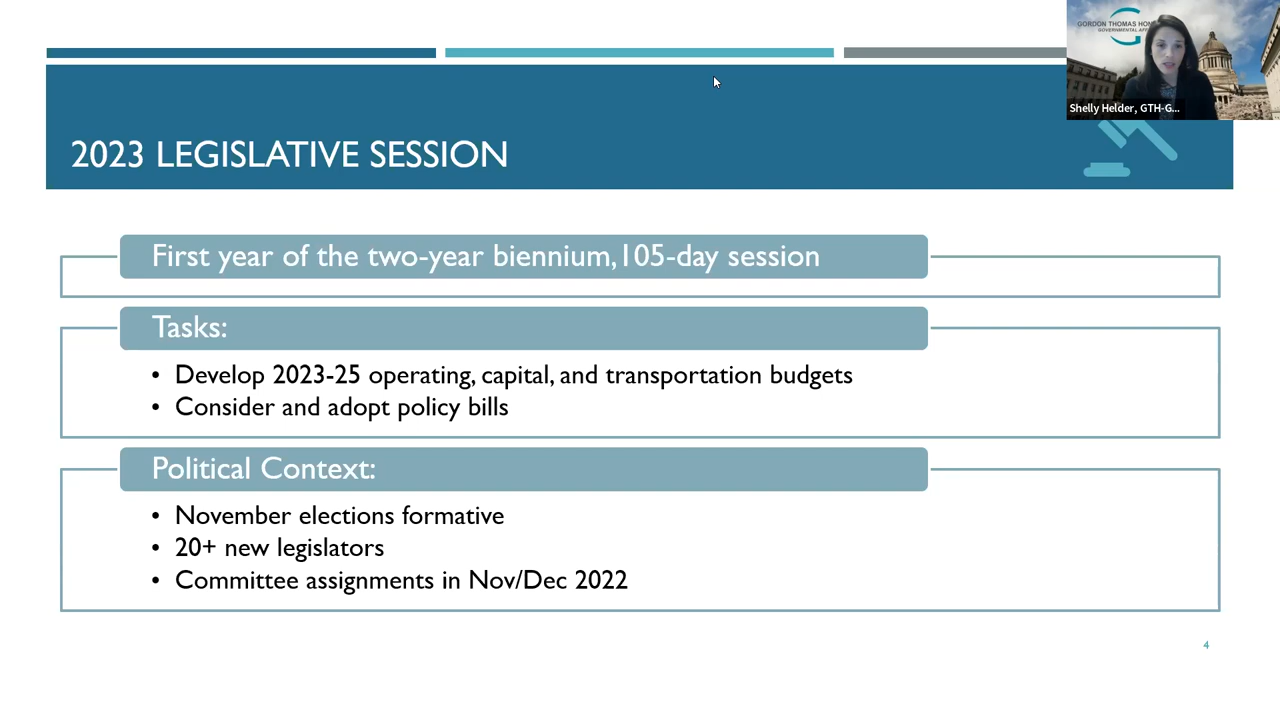 GORDON THOMAS HON
GOVERNMENTAL AFF
Shelly Helder, GTH-G...
2023 LEGISLATIVE SESSION
First year of the two-year biennium,105-day session
Tasks:
• Develop 2023-25 operating, capital, and transportation budgets
• Consider and adopt policy bills
Political Context:
• November elections formative
• 20+ new legislators
• Committee assignments in Nov/Dec 2022
4